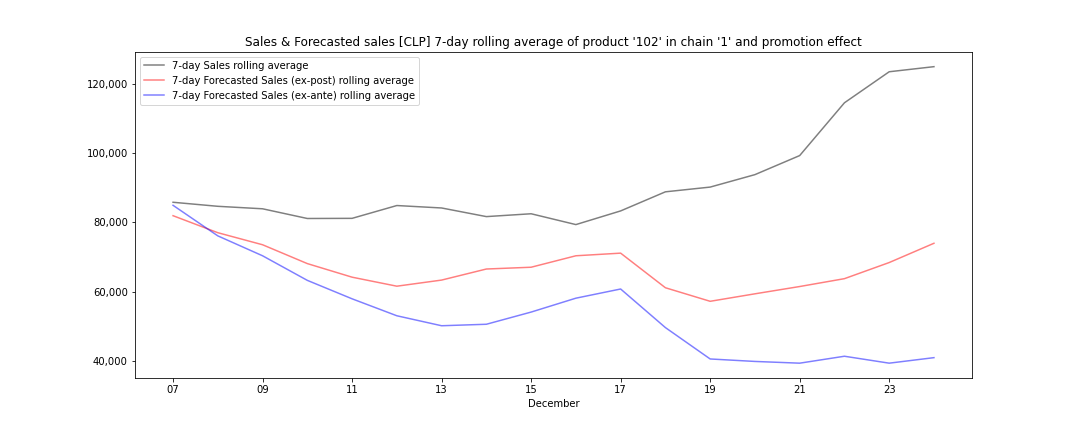 Sales & Forecasted sales [CLP] 7-day rolling average of product '102' in chain '1' and promotion effect
7-day Sales rolling average
7-day Forecasted Sales (ex-post) rolling average
7-day Forecasted Sales (ex-ante) rolling average
120,000
100,000
80,000
60,000
40,000
07 09 11 13 15 17 19 21 23
December